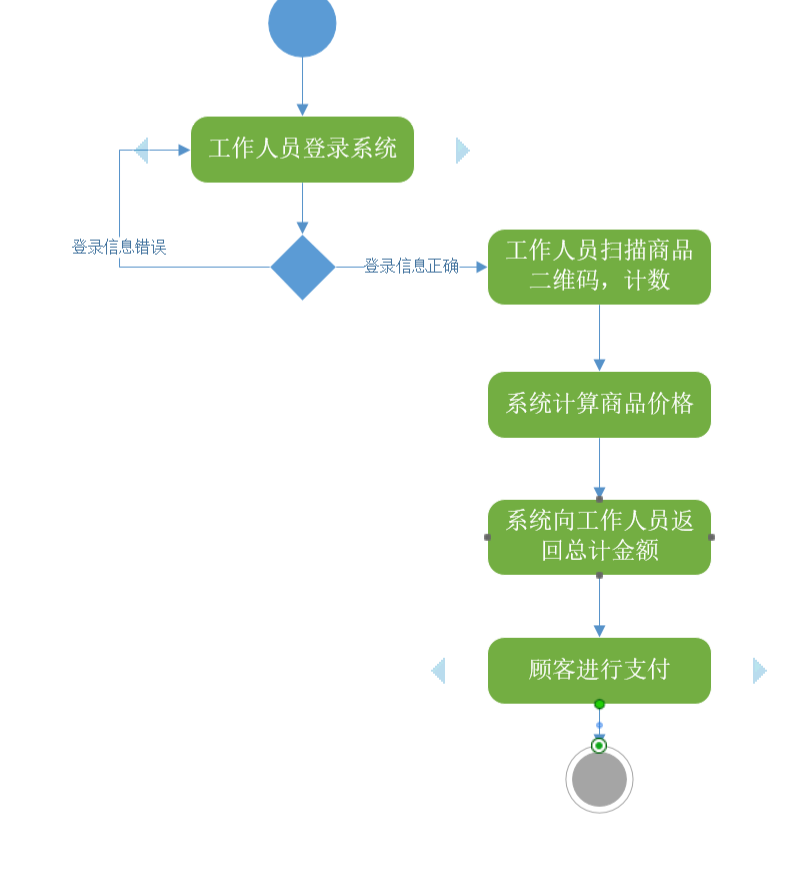 工作人员登录系统
登录信息错误
登录信息正确
工作人员扫描商品
二维码，计数
系统计算商品价格
系统向工作人员返
回总计金额
顾客进行支付